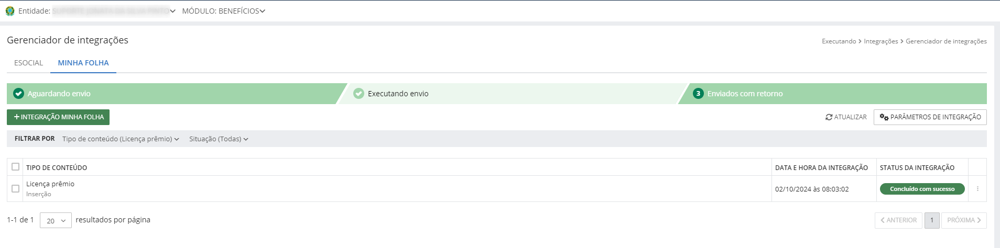 Entidade: MÓDULO: BENEFÍCIOS
Gerenciador de integrações
Executando > Integrações > Gerenciador de integrações
ESOCIAL MINHA FOLHA
Aguardando envio Executando envio 3 Enviados com retorno
+ INTEGRAÇÃO MINHA FOLHA ATUALIZAR PARÂMETROS DE INTEGRAÇÃO
FILTRAR POR Tipo de conteúdo (Licença prêmio) Situação (Todas)
TIPO DE CONTEÚDO DATA E HORA DA INTEGRAÇÃO STATUS DA INTEGRAÇÃO
Licença prêmio
Inserção
02/10/2024 às 08:03:02 Concluído com sucesso
1-1 de 1 20 resultados por página < ANTERIOR 1 PRÓXIMA >